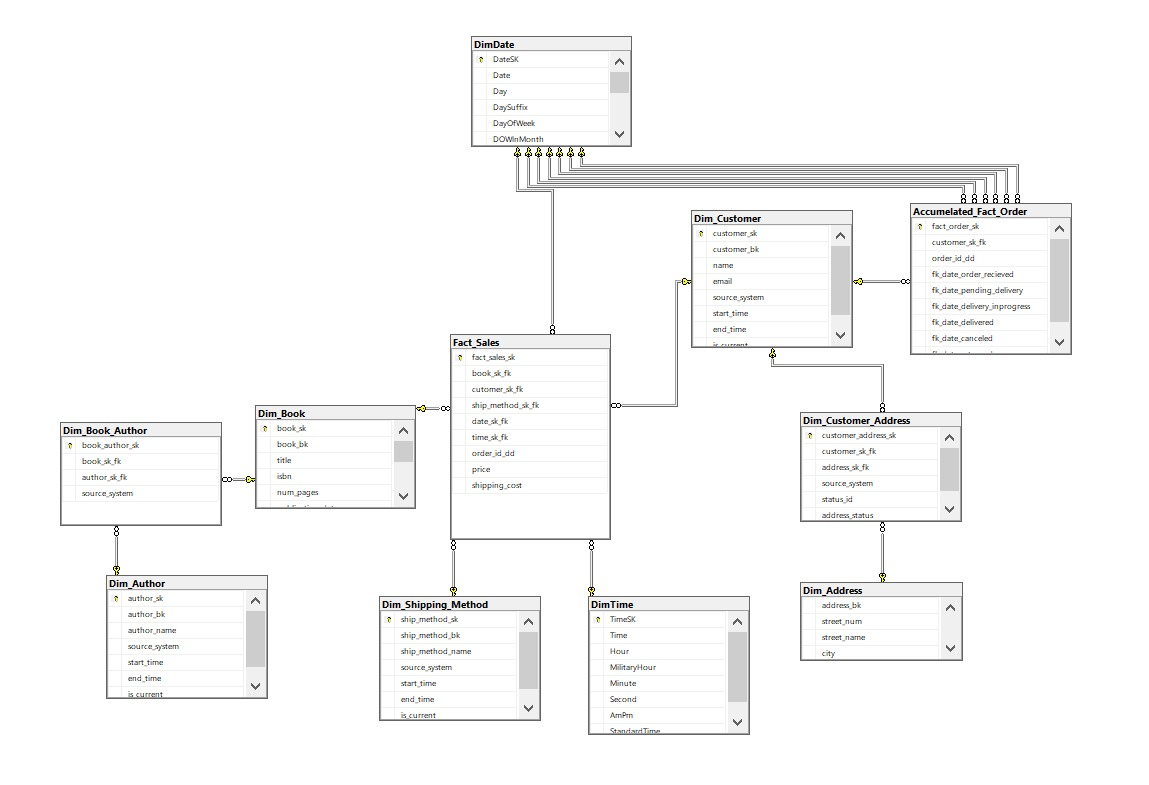 DimDate
DateSK
Date
Day
DaySuffix
DayOfWeek
DOWInMonth
Dim_Customer
customer_sk
customer_bk
name
email
source_system
start_time
end_time
is_current
Accumelated_Fact_Order
fact_order_sk
customer_sk_fk
order_id_dd
fk_date_order_recieved
fk_date_pending_delivery
fk_date_delivery_inprogress
fk_date_delivered
fk_date_canceled
Fact_Sales
fact_sales_sk
book_sk_fk
cutomer_sk_fk
ship_method_sk_fk
date_sk_fk
time_sk_fk
order_id_dd
price
shipping_cost
Dim_Book
book_sk
book_bk
title
isbn
num_pages
Dim_Book_Author
book_author_sk
book_sk_fk
author_sk_fk
source_system
Dim_Customer_Address
customer_address_sk
customer_sk_fk
address_sk_fk
source_system
status_id
address_status
Dim_Author
author_sk
author_bk
author_name
source_system
start_time
end_time
is_current
Dim_Shipping_Method
ship_method_sk
ship_method_bk
ship_method_name
source_system
start_time
end_time
is_current
DimTime
TimeSK
Time
Hour
MilitaryHour
Minute
Second
AmPm
StandardTime
Dim_Address
address_bk
street_num
street_name
city